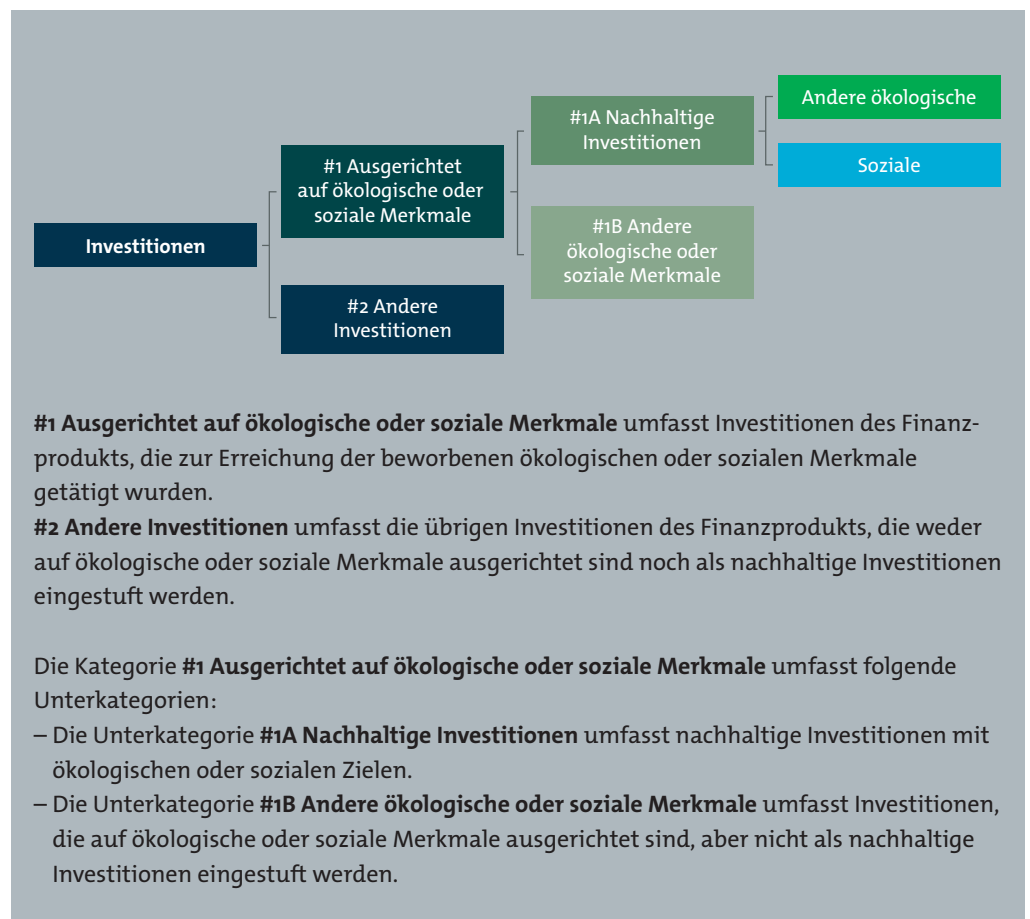 Andere ökologische
#1A Nachhaltige
Investitionen
Soziale
#1 Ausgerichtet
auf ökologische oder
soziale Merkmale
#1B Andere
ökologische oder
soziale Merkmale
Investitionen
#2 Andere
Investitionen
#1 Ausgerichtet auf ökologische oder soziale Merkmale umfasst Investitionen des Finanz-
produkts, die zur Erreichung der beworbenen ökologischen oder sozialen Merkmale
getätigt wurden.
#2 Andere Investitionen umfasst die übrigen Investitionen des Finanzprodukts, die weder
auf ökologische oder soziale Merkmale ausgerichtet sind noch als nachhaltige Investitionen
eingestuft werden.
Die Kategorie #1 Ausgerichtet auf ökologische oder soziale Merkmale umfasst folgende
Unterkategorien:
– Die Unterkategorie #1A Nachhaltige Investitionen umfasst nachhaltige Investitionen mit
ökologischen oder sozialen Zielen.
– Die Unterkategorie #1B Andere ökologische oder soziale Merkmale umfasst Investitionen,
die auf ökologische oder soziale Merkmale ausgerichtet sind, aber nicht als nachhaltige
Investitionen eingestuft werden.